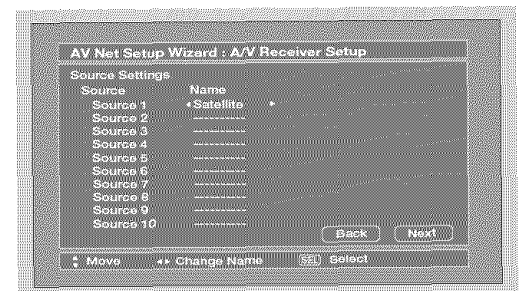 AV Net Setup Wizard : A/V Receiver Setup
Source Settings
Source Name
Source 1 Satellite
Source 2 ---------
Source 3 ---------
Source 4 ---------
Source 5 ---------
Source 6 ---------
Source 7 ---------
Source 8 ---------
Source 9 ---------
Source 10 ---------
Back Next
Move Change Name SEL Select